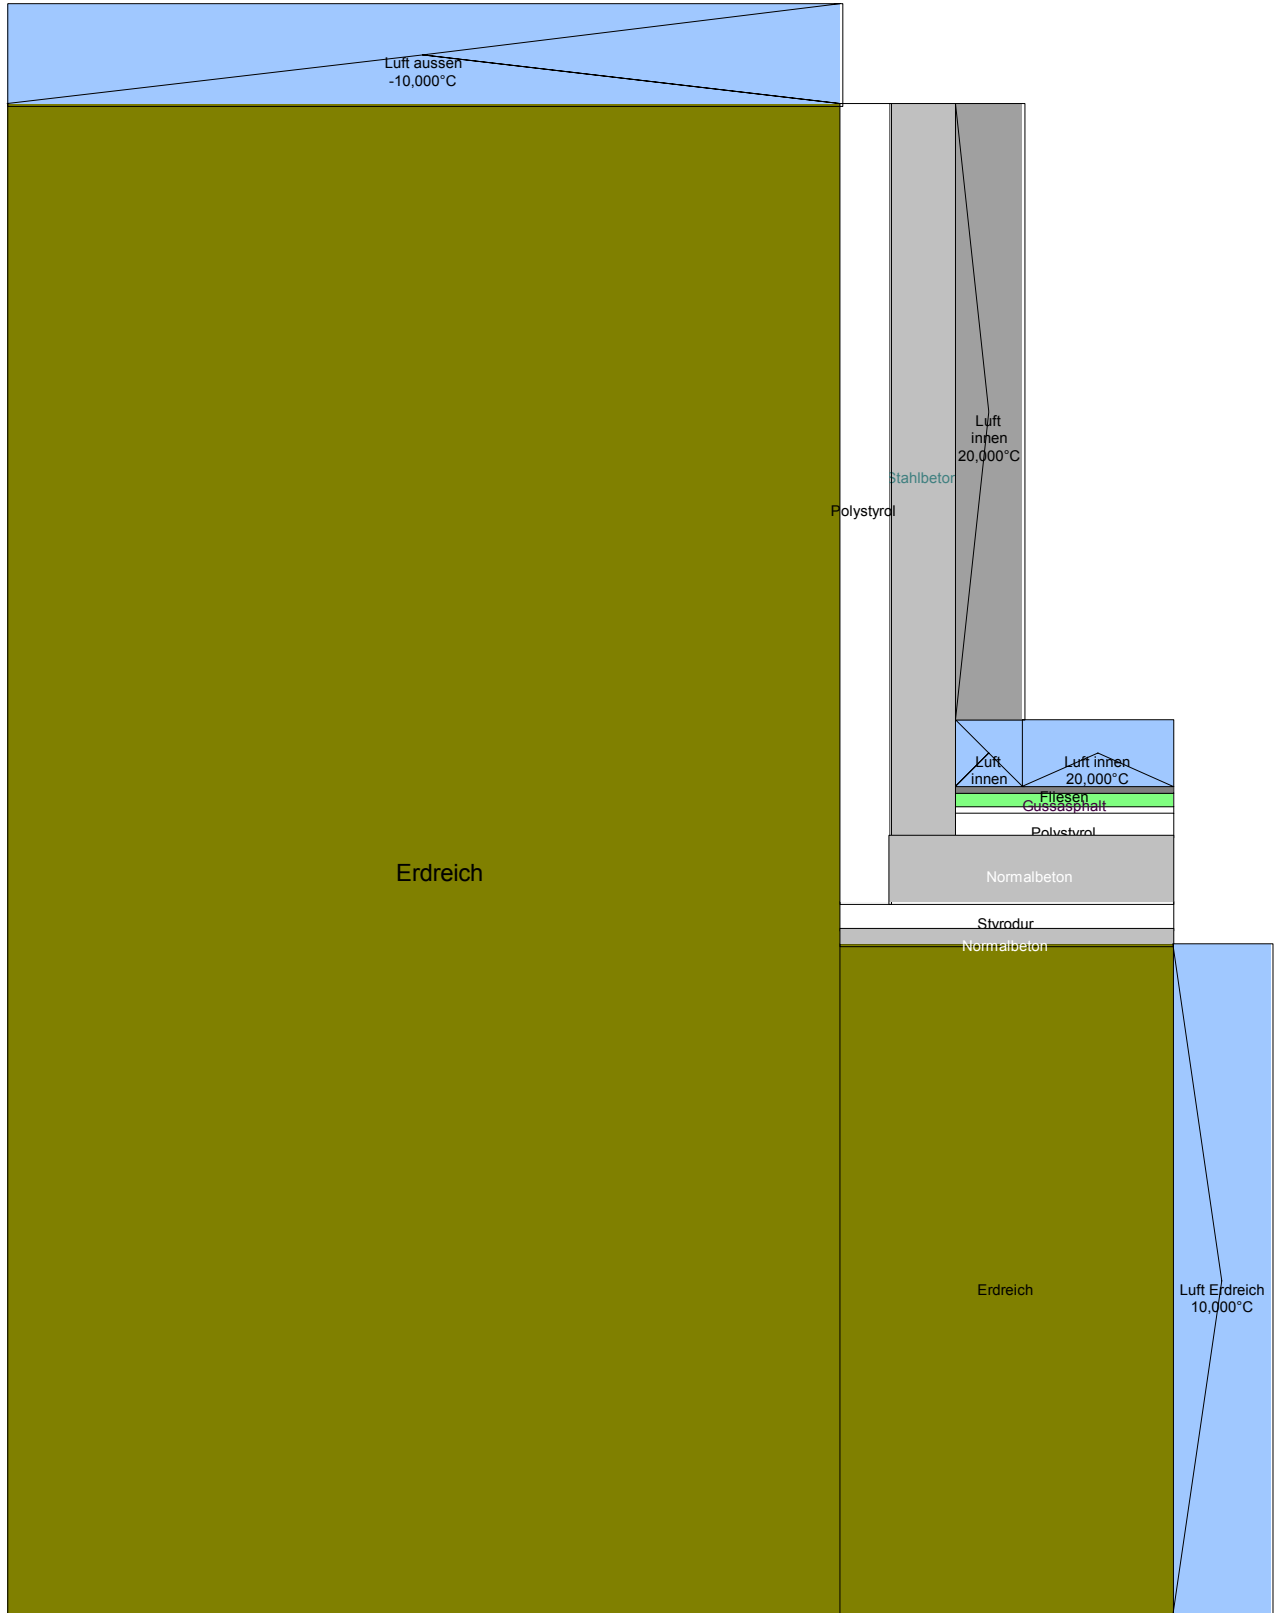 Luft aussen
-10,000°C
Luft
innen
20,000°C
Stahlbeton
Polystyrol
Luft
innen
Luft innen
20,000°C
Fliesen
Gussasphalt
Polystyrol
Erdreich
Normalbeton
Styrodur
Normalbeton
Erdreich
Luft Erdreich
10,000°C